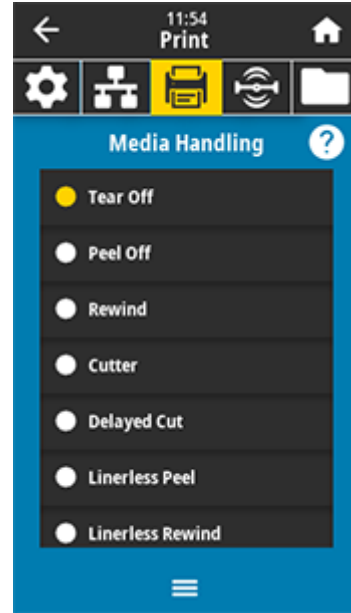 11:54
Print
Media Handling
?
Tear Off
Peel Off
Rewind
Cutter
Delayed Cut
Linerless Peel
Linerless Rewind